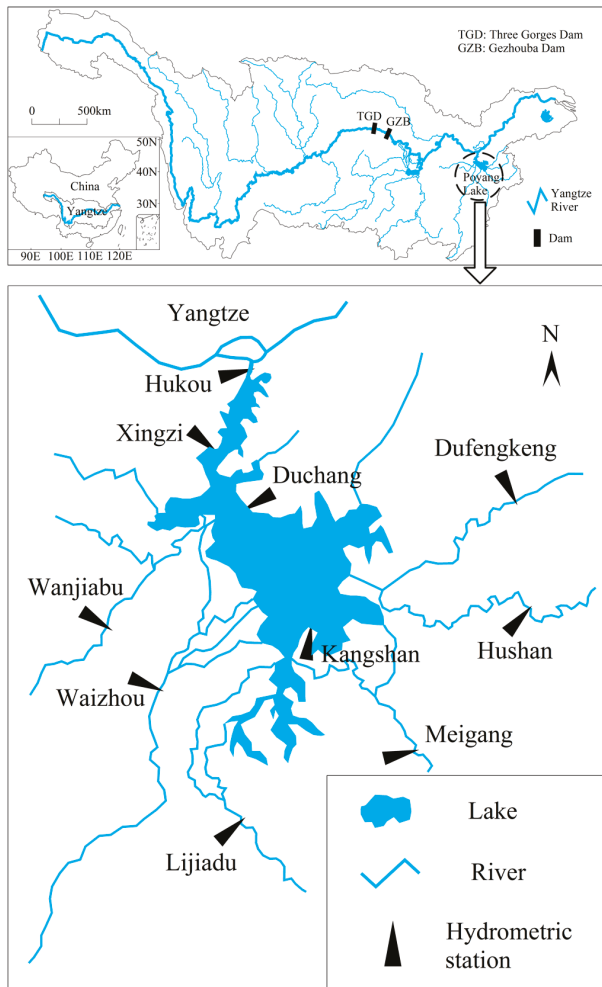 TGD: Three Gorges Dam
GZB: Gezhouba Dam
0 500km
TGD
GZB
50N
40N
30N
China
Yangtze
90E 100E 110E 120E
Poyang
Lake
Yangtze
River
Dam
Yangtze
N
Hukou
Xingzi
Duchang
Dufengkeng
Wanjiabu
Hushan
Kangshan
Waizhou
Meigang
Lijiadu
Lake
River
Hydrometric
station